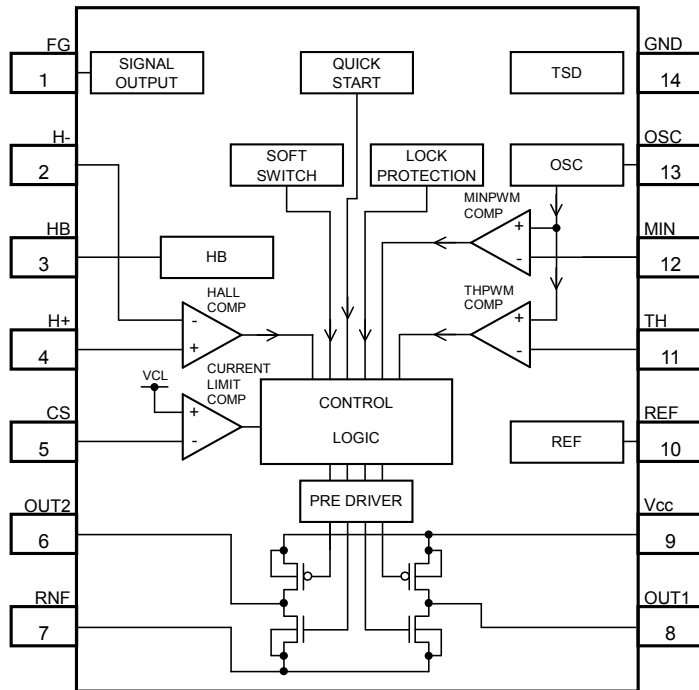 FG
1
SIGNAL
OUTPUT
QUICK
START
TSD
GND
14
H-
2
SOFT
SWITCH
LOCK
PROTECTION
OSC
OSC
13
HB
3
HB
MINPWM
COMP
+
-
MIN
12
H+
4
HALL
COMP
-
+
THPWM
COMP
+
-
TH
11
CS
5
VCL
CURRENT
LIMIT
COMP
+
-
CONTROL
LOGIC
REF
REF
10
OUT2
6
PRE DRIVER
Vcc
9
RNF
7
OUT1
8